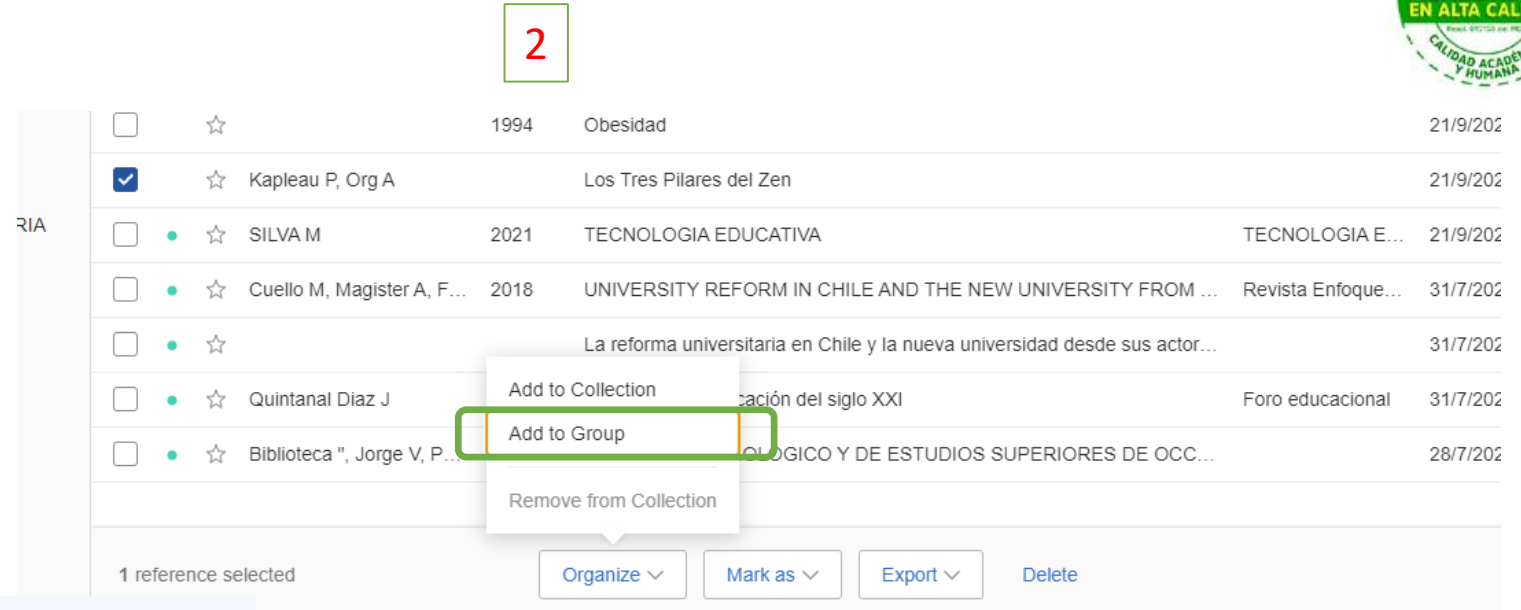 EN ALTA CAL
CALIDAD ACADÉ
Y HUMANA
2
1994 Obesidad 21/9/202
Kapleau P, Org A Los Tres Pilares del Zen 21/9/202
RIA
SILVA M 2021 TECNOLOGIA EDUCATIVA TECNOLOGIA E... 21/9/202
Cuello M, Magister A, F... 2018 UNIVERSITY REFORM IN CHILE AND THE NEW UNIVERSITY FROM ... Revista Enfoque... 31/7/202
La reforma universitaria en Chile y la nueva universidad desde sus actor... 31/7/202
Add to Collection
Quintanal Diaz J cación del siglo XXI Foro educacional 31/7/202
Add to Group
Biblioteca ", Jorge V, P... OLOGICO Y DE ESTUDIOS SUPERIORES DE OCC... 28/7/202
Remove from Collection
1 reference selected Organize Mark as Export Delete